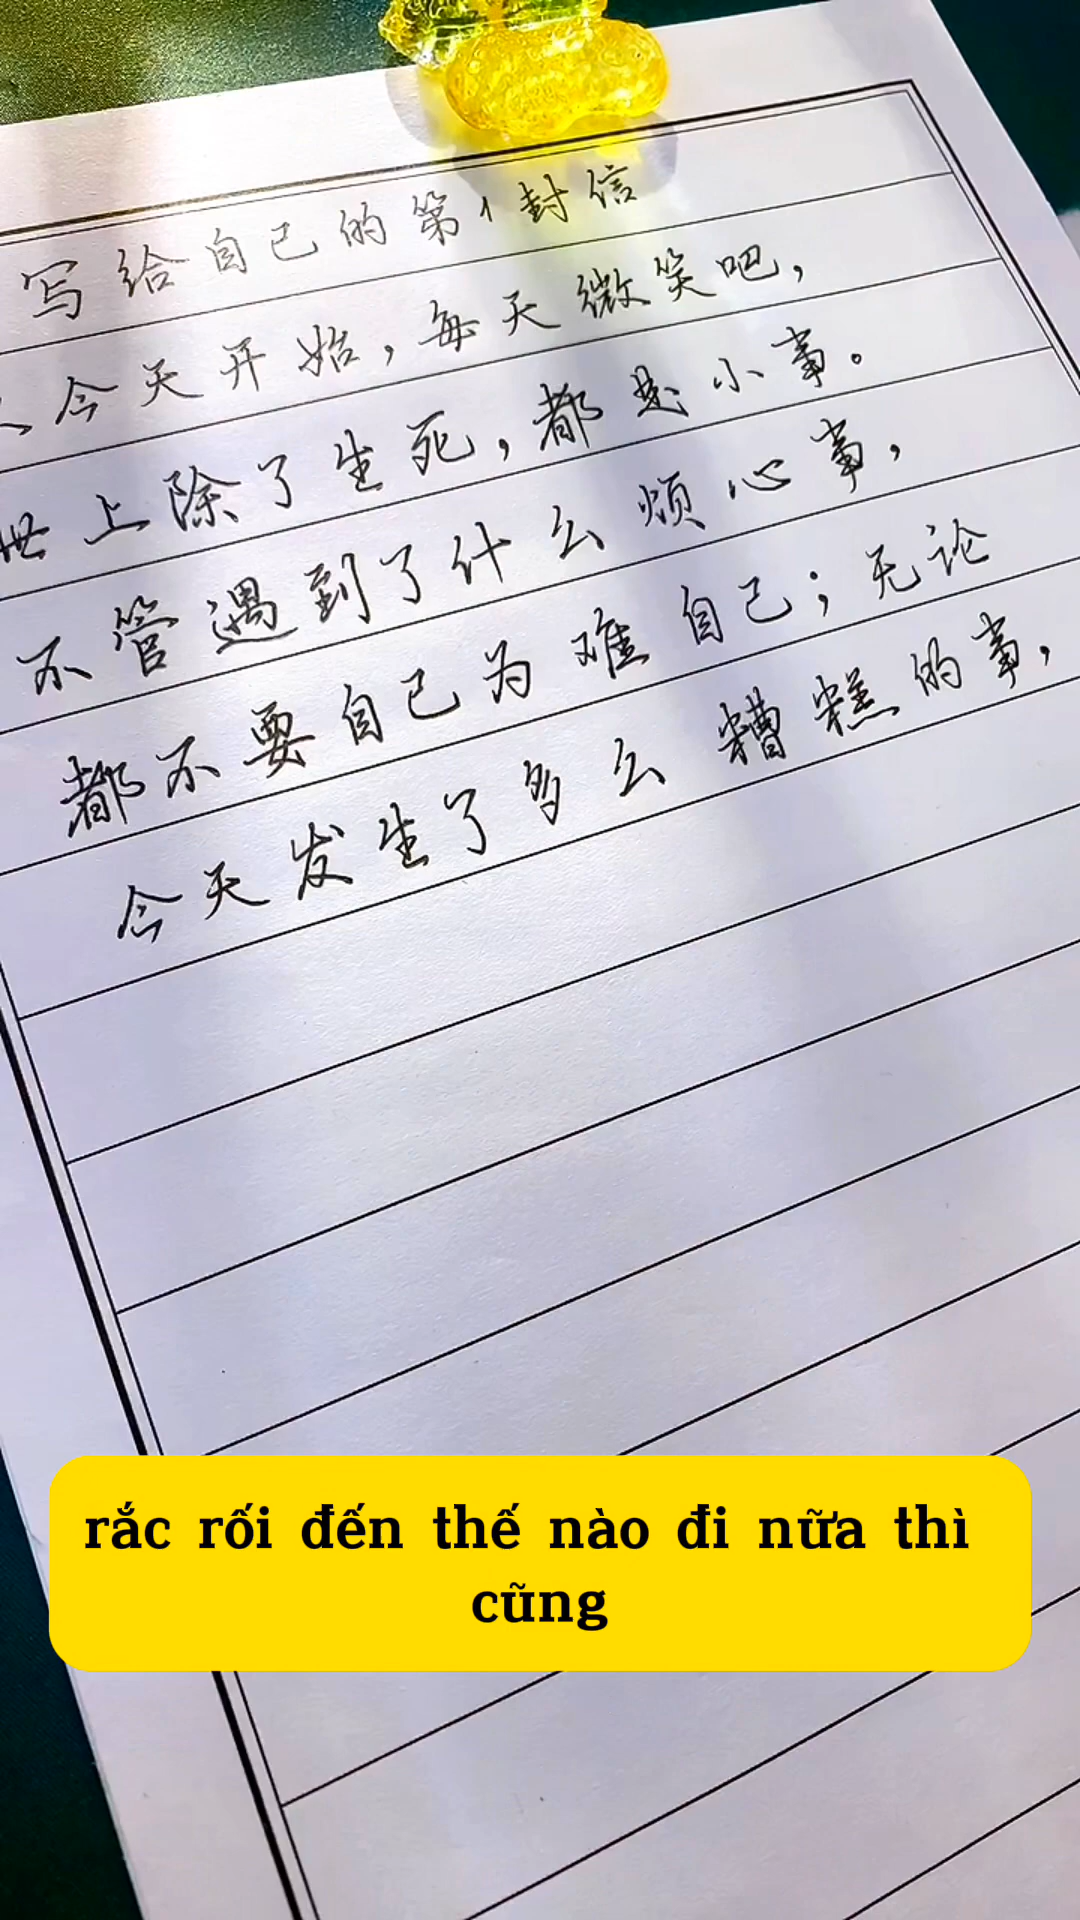 写给自己的第1封信
今天开始，每天微笑吧，
世上除了生死，都是小事。
不管遇到了什么烦心事，
都不要自己为难自己；无论
今天发生了多么糟糕的事，
rắc rối đến thế nào đi nữa thì
cũng